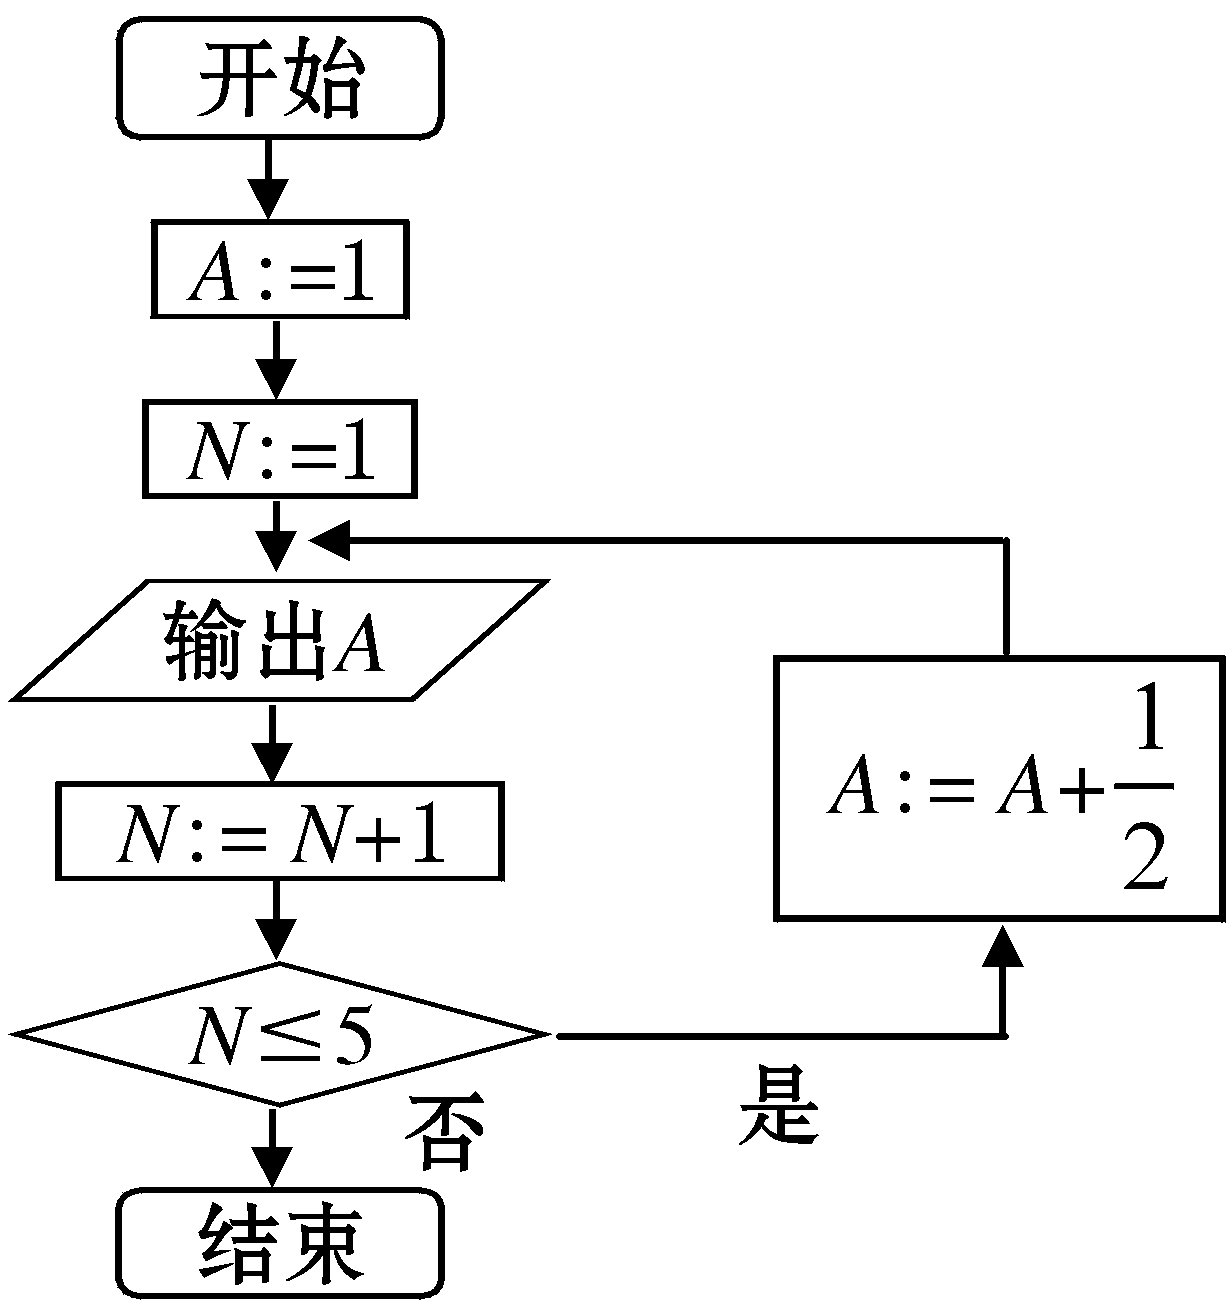 开始
A:=1
N:=1
输出A
A:=A+1/2
N:=N+1
N≤5
否
是
结束